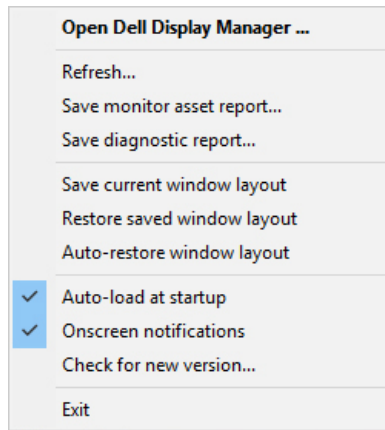 Open Dell Display Manager ...
Refresh...
Save monitor asset report...
Save diagnostic report...
Save current window layout
Restore saved window layout
Auto-restore window layout
Auto-load at startup
Onscreen notifications
Check for new version...
Exit